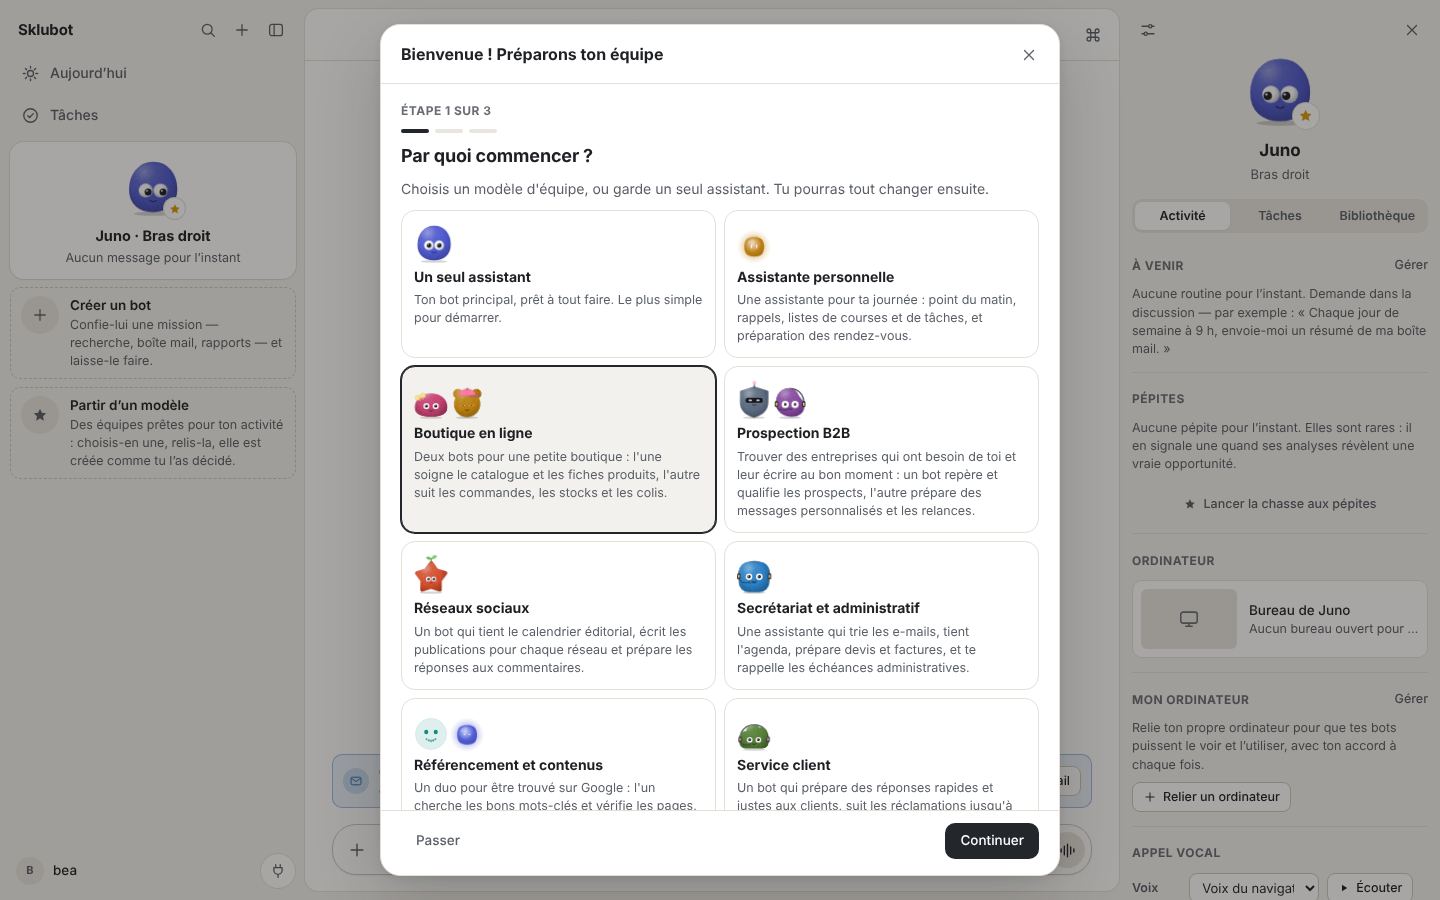 Sklubot
Aujourd’hui
Tâches
Juno · Bras droit
Aucun message pour l’instant
Créer un bot
Confie-lui une mission —
recherche, boîte mail, rapports — et
laisse-le faire.
Partir d’un modèle
Des équipes prêtes pour ton activité
: choisis-en une, relis-la, elle est
créée comme tu l’as décidé.
B
bea
Bienvenue ! Préparons ton équipe
ÉTAPE 1 SUR 3
Par quoi commencer ?
Choisis un modèle d'équipe, ou garde un seul assistant. Tu pourras tout changer ensuite.
Un seul assistant
Ton bot principal, prêt à tout faire. Le plus simple
pour démarrer.
Assistante personnelle
Une assistante pour ta journée : point du matin,
rappels, listes de courses et de tâches, et
préparation des rendez-vous.
Boutique en ligne
Deux bots pour une petite boutique : l'une
soigne le catalogue et les fiches produits, l'autre
suit les commandes, les stocks et les colis.
Prospection B2B
Trouver des entreprises qui ont besoin de toi et
leur écrire au bon moment : un bot repère et
qualifie les prospects, l'autre prépare des
messages personnalisés et les relances.
Réseaux sociaux
Un bot qui tient le calendrier éditorial, écrit les
publications pour chaque réseau et prépare les
réponses aux commentaires.
Secrétariat et administratif
Une assistante qui trie les e-mails, tient
l'agenda, prépare devis et factures, et te
rappelle les échéances administratives.
Référencement et contenus
Un duo pour être trouvé sur Google : l'un
cherche les bons mots-clés et vérifie les pages,
Service client
Un bot qui prépare des réponses rapides et
justes aux clients, suit les réclamations jusqu'à
Passer
Continuer
Juno
Bras droit
Activité
Tâches
Bibliothèque
À VENIR
Gérer
Aucune routine pour l’instant. Demande dans la
discussion — par exemple : « Chaque jour de
semaine à 9 h, envoie-moi un résumé de ma boîte
mail. »
PÉPITES
Aucune pépite pour l’instant. Elles sont rares : il
en signale une quand ses analyses révèlent une
vraie opportunité.
Lancer la chasse aux pépites
ORDINATEUR
Bureau de Juno
Aucun bureau ouvert pour …
MON ORDINATEUR
Gérer
Relie ton propre ordinateur pour que tes bots
puissent le voir et l’utiliser, avec ton accord à
chaque fois.
Relier un ordinateur
APPEL VOCAL
Voix
Voix du navigat
Écouter